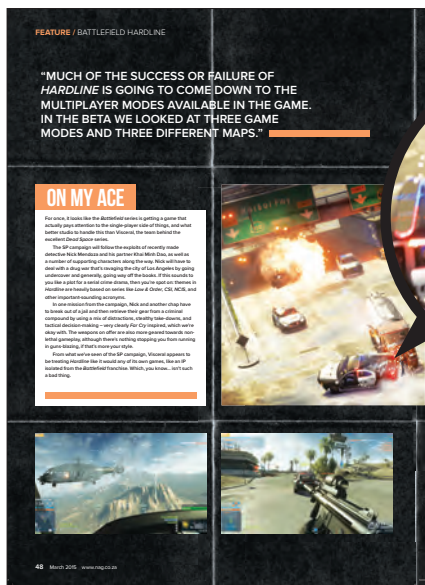 FEATURE / BATTLEFIELD HARDLINE
“MUCH OF THE SUCCESS OR FAILURE OF
HARDLINE IS GOING TO COME DOWN TO THE
MULTIPLAYER MODES AVAILABLE IN THE GAME.
IN THE BETA WE LOOKED AT THREE GAME
MODES AND THREE DIFFERENT MAPS.”
ON MY ACE
For once, it looks like the Battlefield series is getting a game that
actually pays attention to the single-player side of things, and what
better studio to handle this than Visceral, the team behind the
excellent Dead Space series.
The SP campaign will follow the exploits of recently made
detective Nick Mendoza and his partner Khai Minh Dao, as well as
a number of supporting characters along the way. Nick will have to
deal with a drug war that’s ravaging the city of Los Angeles by going
undercover and generally, going way off the books. If this sounds to
you like a plot for a serial crime drama, then you’re spot on: themes in
Hardline are heavily based on series like Law & Order, CSI, NCIS, and
other important-sounding acronyms.
In one mission from the campaign, Nick and another chap have
to break out of a jail and then retrieve their gear from a criminal
compound by using a mix of distractions, stealthy take-downs, and
tactical decision-making – very clearly Far Cry inspired, which we’re
okay with. The weapons on offer are also more geared towards non-
lethal gameplay, although there’s nothing stopping you from running
in guns-blazing, if that’s more your style.
From what we’ve seen of the SP campaign, Visceral appears to
be treating Hardline like it would any of its own games, like an IP
isolated from the Battlefield franchise. Which, you know... isn’t such
a bad thing.
48 March 2015 www.nag.co.za